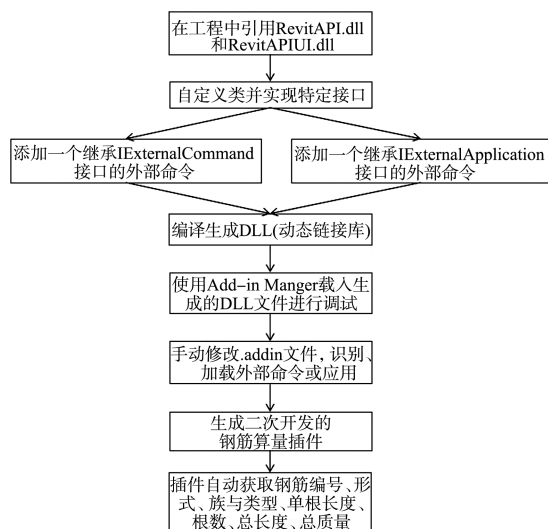 在工程中引用RevitAPI.dll
和RevitAPIUI.dll
自定义类并实现特定接口
添加一个继承IExternalCommand
接口的外部命令
添加一个继承IExternalApplication
接口的外部命令
编译生成DLL(动态链接库)
使用Add-in Manger载入生
成的DLL文件进行调试
手动修改.addin文件，识别、
加载外部命令或应用
生成二次开发的
钢筋算量插件
插件自动获取钢筋编号、形
式、族与类型、单根长度、
根数、总长度、总质量